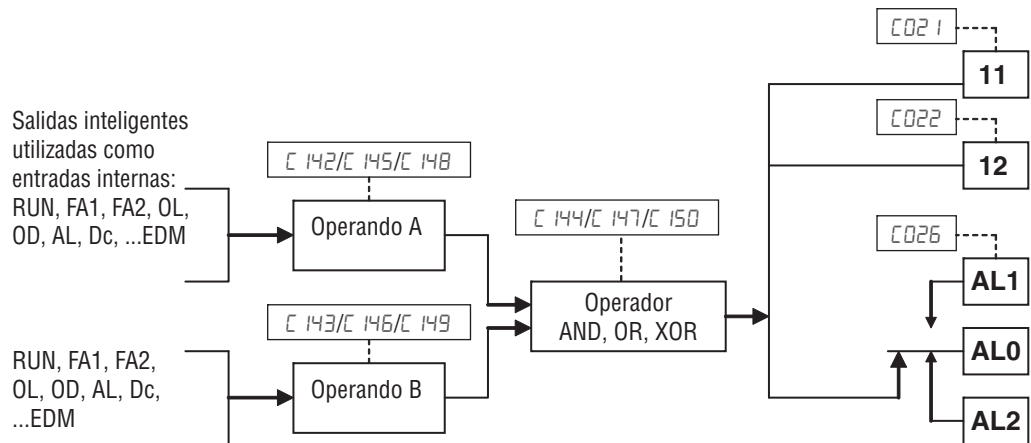 Salidas inteligentes
utilizadas como
entradas internas:
RUN, FA1, FA2, OL,
OD, AL, Dc, ...EDM
C142/C145/C148
Operando A
RUN, FA1, FA2,
OL, OD, AL, Dc,
...EDM
C143/C146/C149
Operando B
C144/C147/C150
Operador
AND, OR, XOR
C021
11
C022
12
C026
AL1
AL0
AL2